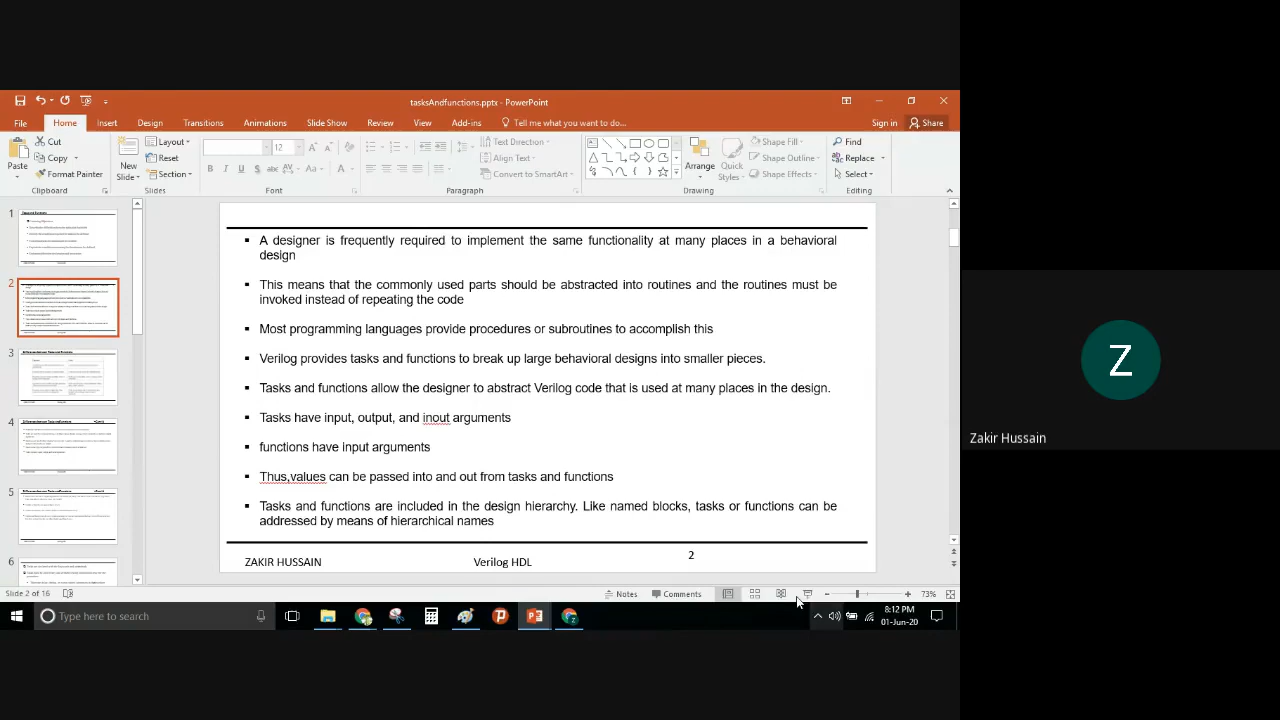 tasksAndfunctions.pptx - PowerPoint
File Home Insert Design Transitions Animations Slide Show Review View Add-ins Tell me what you want to do... Sign in Share
Paste Cut Copy Format Painter Clipboard
New Slide Layout Reset Section Slides
12 B I U S abc AV Aa A Font
Text Direction Align Text Convert to SmartArt Paragraph
Arrange Quick Styles Shape Fill Shape Outline Shape Effects Drawing
Find Replace Select Editing
1
2
3
4
5
6
A designer is frequently required to implement the same functionality at many places in a behavioral
design
This means that the commonly used parts should be abstracted into routines and the routines must be
invoked instead of repeating the code
Most programming languages provide procedures or subroutines to accomplish this
Verilog provides tasks and functions to break up large behavioral designs into smaller pieces.
Tasks and functions allow the designer to abstract Verilog code that is used at many places in the design.
Tasks have input, output, and inout arguments
functions have input arguments
Thus,values can be passed into and out from tasks and functions
Tasks and functions are included in the design hierarchy. Like named blocks, tasks or functions can be
addressed by means of hierarchical names
ZAKIR HUSSAIN Verilog HDL 2
Slide 2 of 16 Notes Comments 73%
Type here to search
8:12 PM
01-Jun-20
Z
Zakir Hussain